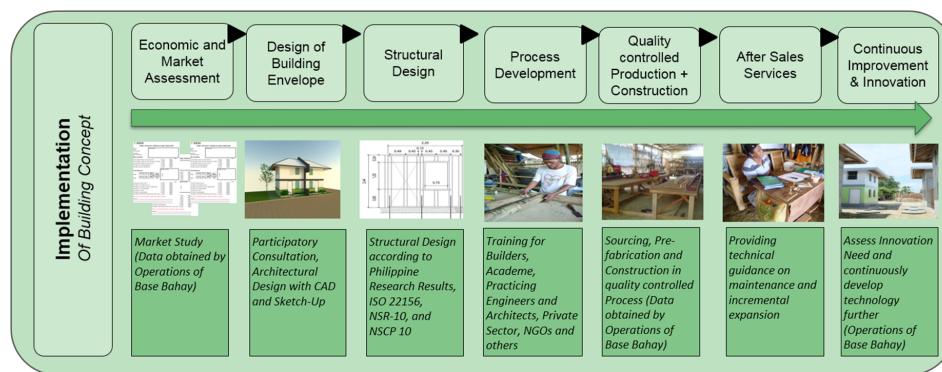 Implementation
Of Building Concept
Economic and
Market
Assessment
Design of
Building
Envelope
Structural
Design
Process
Development
Quality
controlled
Production +
Construction
After Sales
Services
Continuous
Improvement
& Innovation
Market Study
(Data obtained by
Operations of
Base Bahay)
Participatory
Consultation,
Architectural
Design with CAD
and Sketch-Up
Structural Design
according to
Philippine
Research Results,
ISO 22156,
NSR-10, and
NSCP 10
Training for
Builders,
Academe,
Practicing
Engineers and
Architects, Private
Sector, NGOs and
others
Sourcing, Pre-
fabrication and
Construction in
quality controlled
Process (Data
obtained by
Operations of
Base Bahay)
Providing
technical
guidance on
maintenance and
incremental
expansion
Assess Innovation
Need and
continuously
develop
technology
further
(Operations of
Base Bahay)